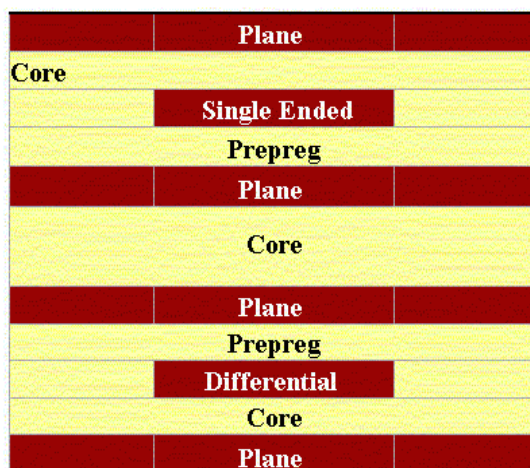 Plane
Core
Single Ended
Prepreg
Plane
Core
Plane
Prepreg
Differential
Core
Plane